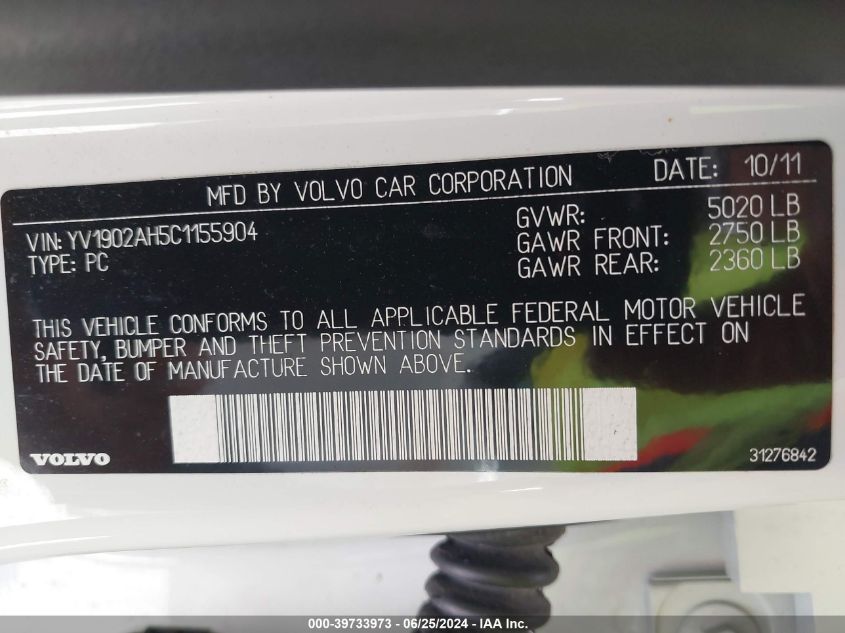 MFD BY VOLVO CAR CORPORATION DATE: 10/11
VIN: YV1902AH5C1155904 GVWR: 5020 LB
TYPE: PC GAWR FRONT: 2750 LB
GAWR REAR: 2360 LB
THIS VEHICLE CONFORMS TO ALL APPLICABLE FEDERAL MOTOR VEHICLE
SAFETY, BUMPER AND THEFT PREVENTION STANDARDS IN EFFECT ON
THE DATE OF MANUFACTURE SHOWN ABOVE.
VOLVO 31276842
000-39733973 | 06/25/2024 - IAA Inc.